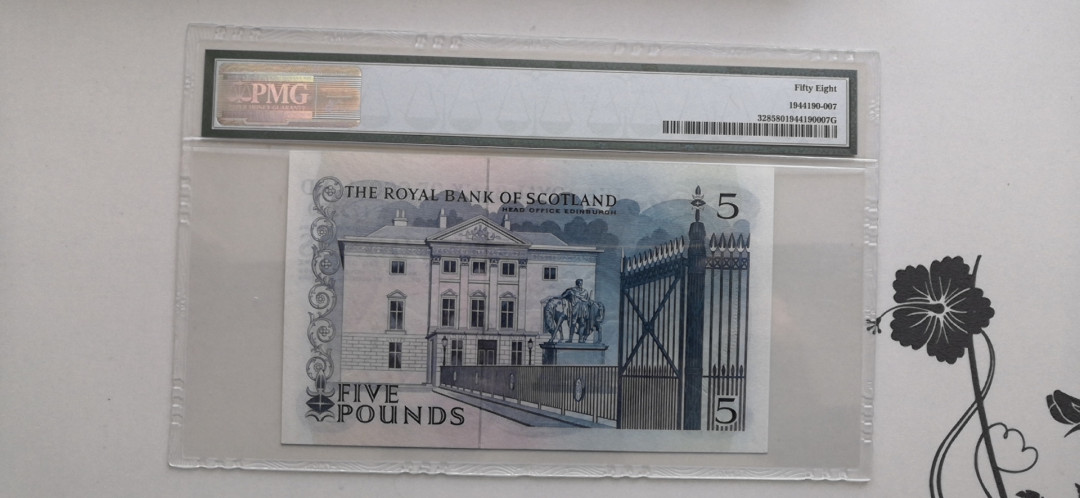 PMG
Fifty Eight
1944190-007
3285801944190007G
THE ROYAL BANK OF SCOTLAND
HEAD OFFICE EDINBURGH
5
FIVE
POUNDS
5